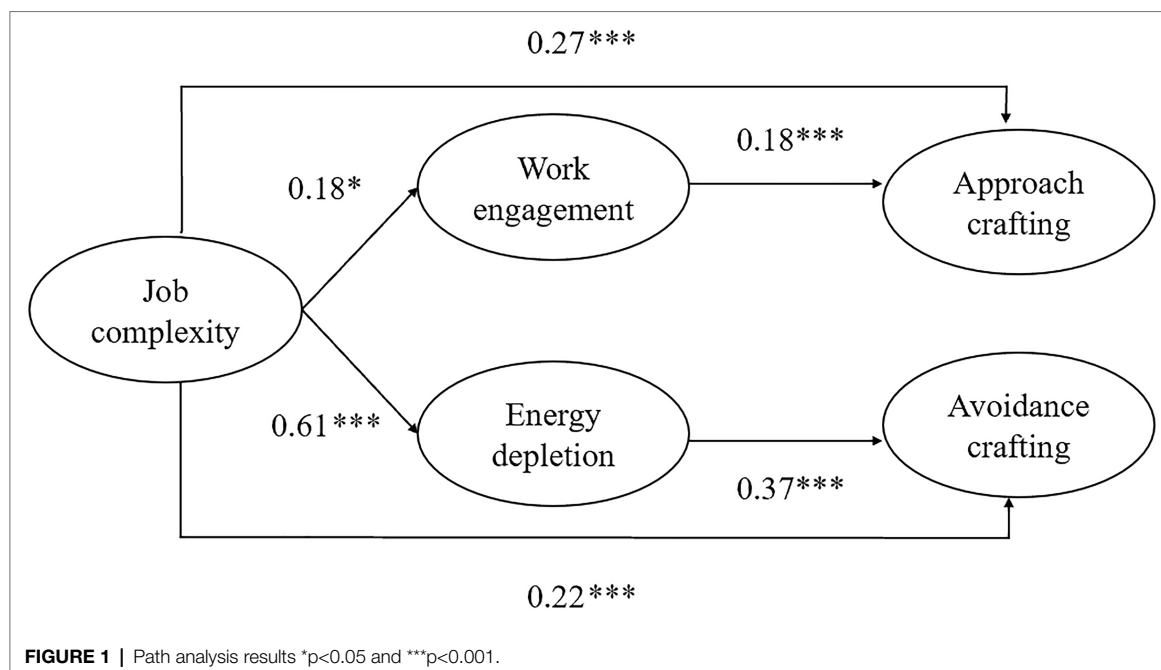 0.27***
0.18***
Work
engagement
0.18*
Approach
crafting
Job
complexity
Energy
depletion
0.61***
Avoidance
crafting
0.37***
0.22***
FIGURE 1 | Path analysis results *p<0.05 and ***p<0.001.